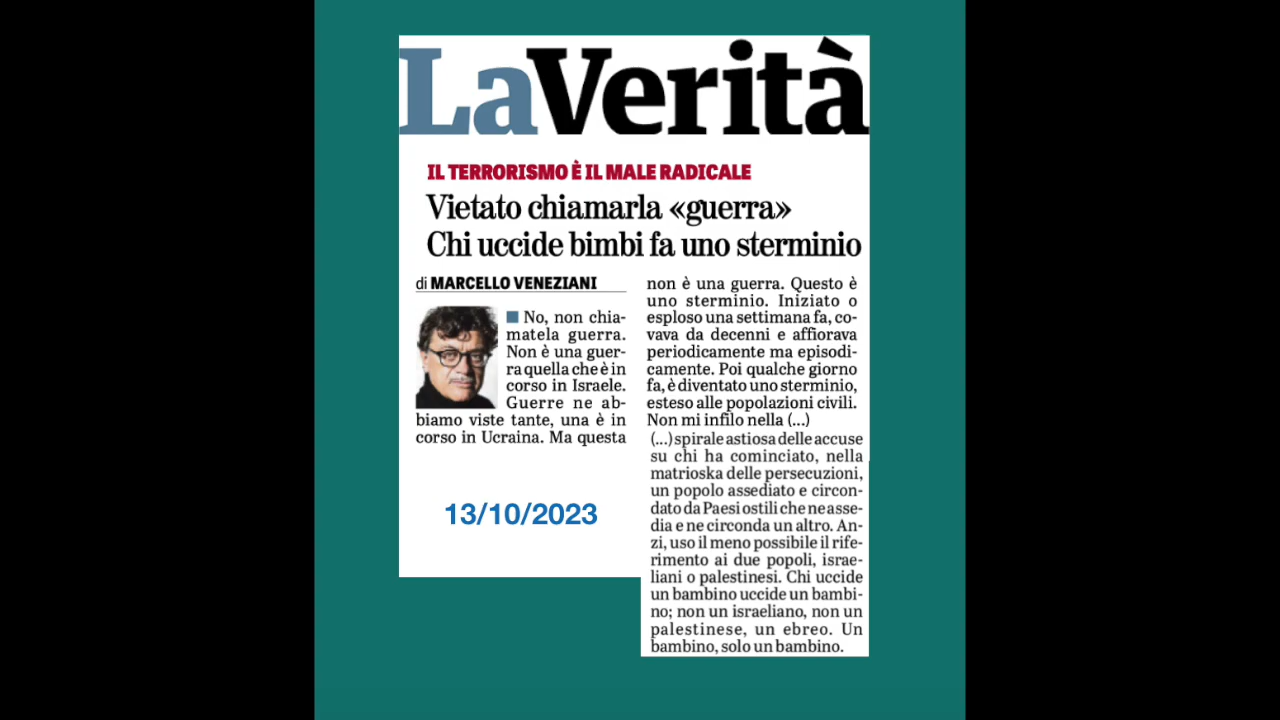 LaVerità
IL TERRORISMO È IL MALE RADICALE
Vietato chiamarla «guerra»
Chi uccide bimbi fa uno sterminio
di MARCELLO VENEZIANI
No, non chia-
matela guerra.
Non è una guer-
ra quella che è in
corso in Israele.
Guerre ne ab-
biamo viste tante, una è in
corso in Ucraina. Ma questa
non è una guerra. Questo è
uno sterminio. Iniziato o
esploso una settimana fa, co-
vava da decenni e affiorava
periodicamente ma episodi-
camente. Poi qualche giorno
fa, è diventato uno sterminio,
esteso alle popolazioni civili.
Non mi infilo nella (...)
(...) spirale astiosa delle accuse
su chi ha cominciato, nella
matrioska delle persecuzioni,
un popolo assediato e circon-
dato da Paesi ostili che ne asse-
dia e ne circonda un altro. An-
zi, uso il meno possibile il rife-
rimento ai due popoli, israe-
liani o palestinesi. Chi uccide
un bambino uccide un bambi-
no; non un israeliano, non un
palestinese, un ebreo. Un
bambino, solo un bambino.
13/10/2023